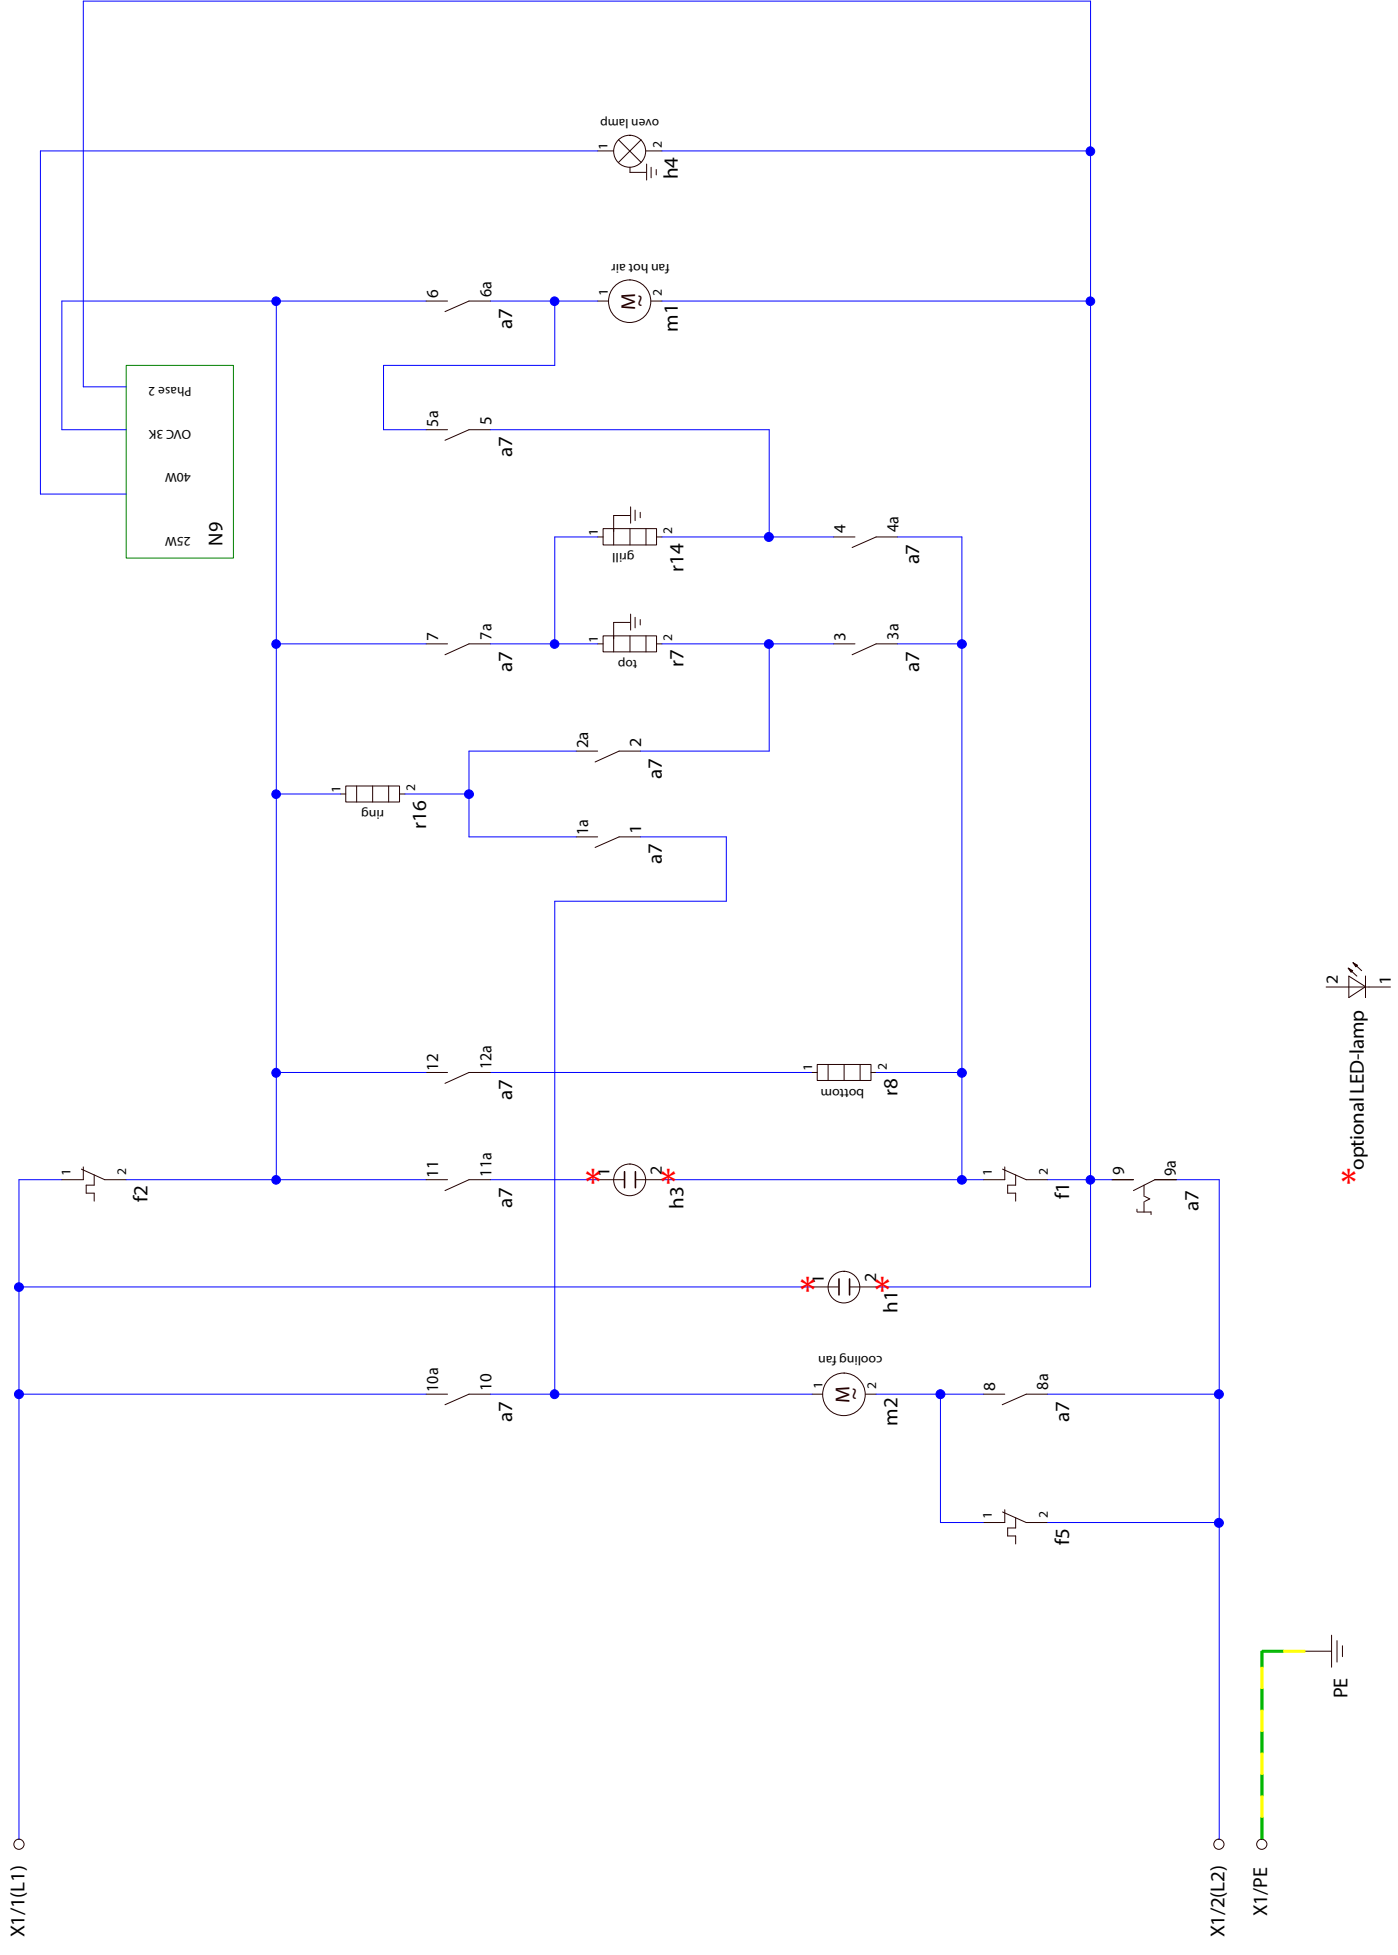 X1/1(L1)
X1/2(L2)
X1/PE
PE
1
2
f5
10a
10
a7
cooling fan
1
2
m2
8
8a
a7
*
1
2
*
h1
1
2
f2
11
11a
a7
*
1
2
*
h3
1
2
f1
9
9a
a7
12
12a
a7
bottom
1
2
r8
*optional LED-lamp
2
1
1
2
ring
r16
1a
1
a7
2a
2
a7
7
7a
a7
1
2
top
r7
3
3a
a7
1
2
grill
r14
4
4a
a7
25W
40W
OVC 3K
Phase 2
N9
5a
5
a7
6
6a
a7
fan hot air
1
2
m1
oven lamp
1
2
h4
M
~
M
~